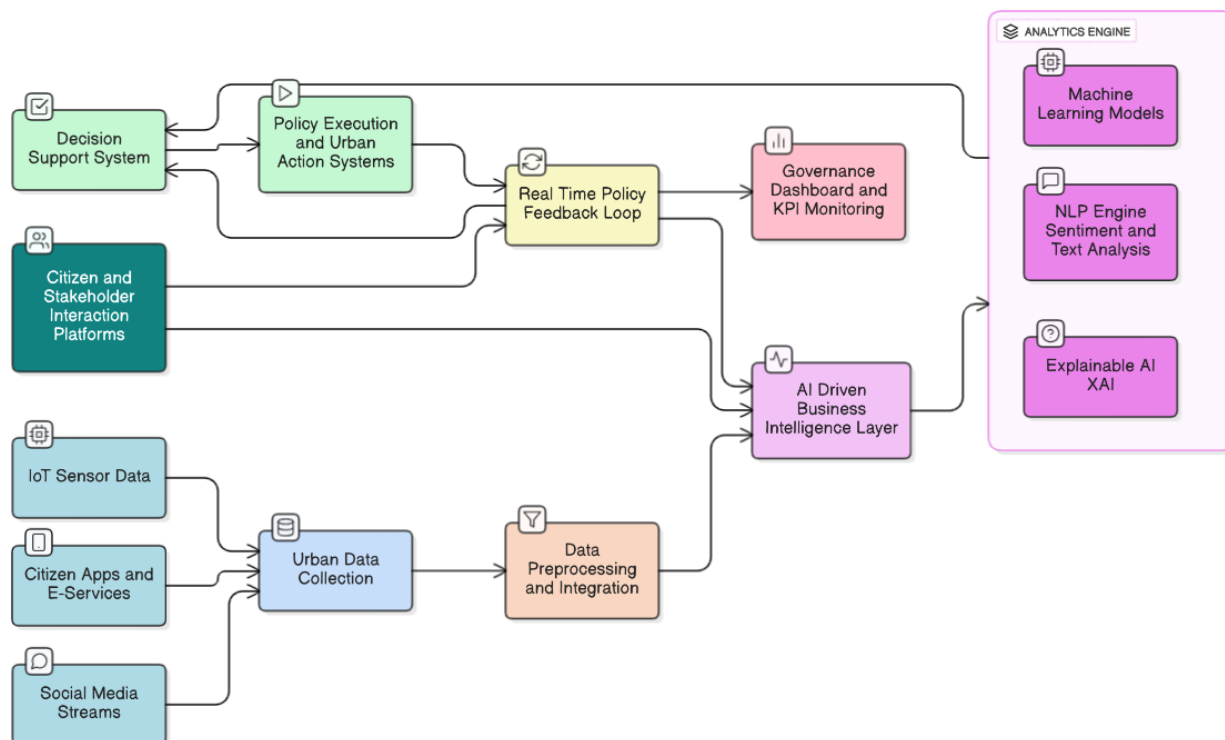 ANALYTICS ENGINE
Machine
Learning Models
NLP Engine
Sentiment and
Text Analysis
Explainable AI
XAI
Decision
Support System
Policy Execution
and Urban
Action Systems
Real Time Policy
Feedback Loop
Governance
Dashboard and
KPI Monitoring
Citizen and
Stakeholder
Interaction
Platforms
AI Driven
Business
Intelligence Layer
IoT Sensor Data
Citizen Apps and
E-Services
Social Media
Streams
Urban Data
Collection
Data
Preprocessing
and Integration